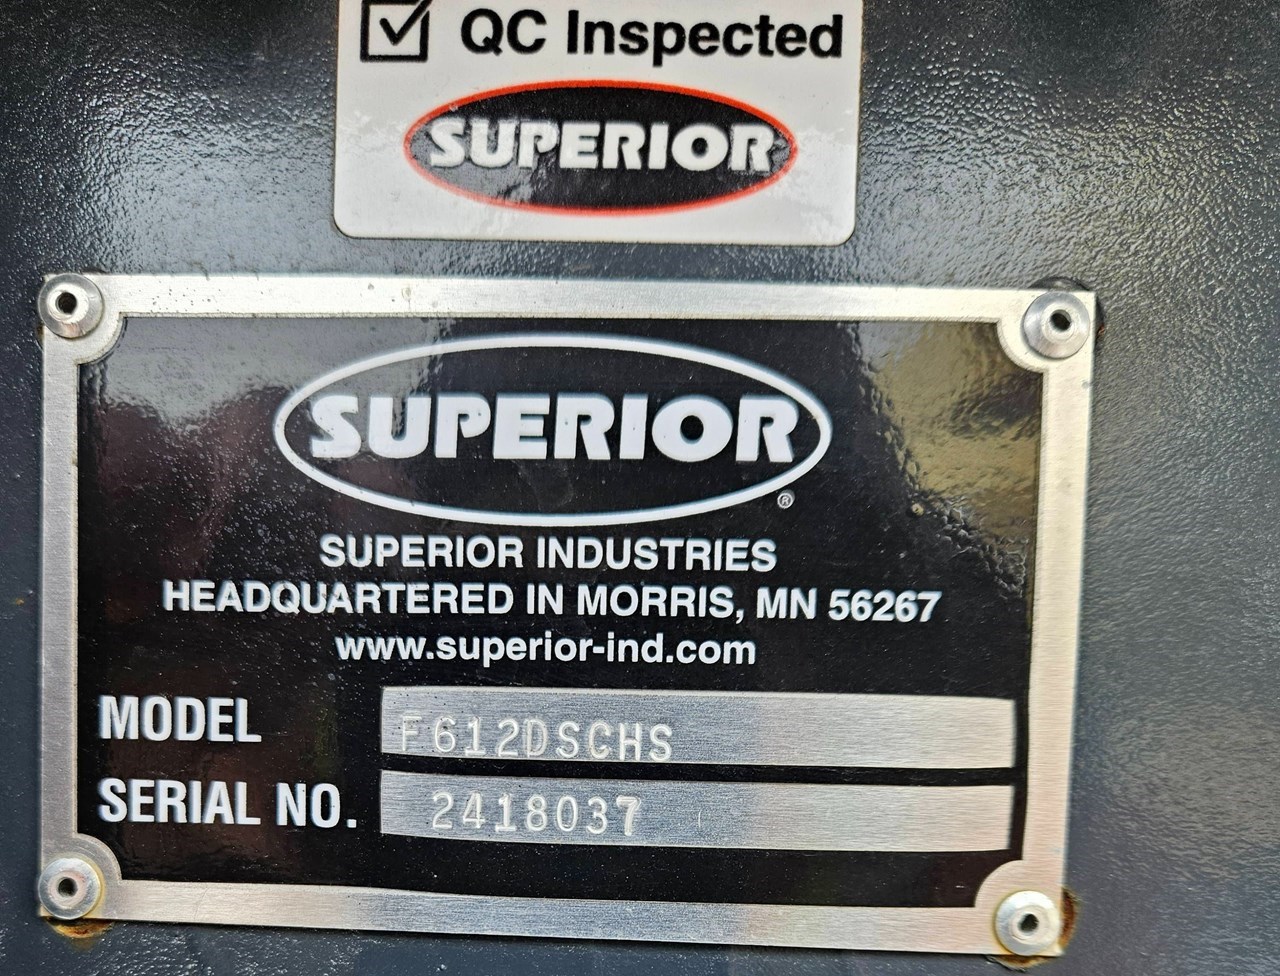 QC Inspected
SUPERIOR
SUPERIOR®
SUPERIOR INDUSTRIES
HEADQUARTERED IN MORRIS, MN 56267
www.superior-ind.com
MODEL F612DSCHS
SERIAL NO. 2418037